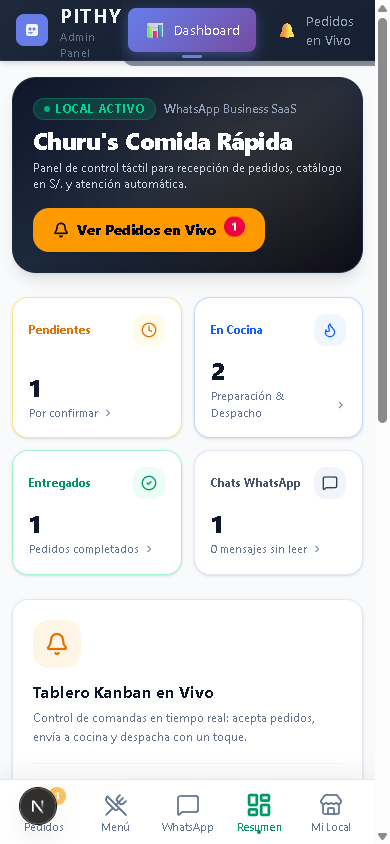 PITHY
Admin
Panel
Dashboard
Pedidos
en Vivo
LOCAL ACTIVO
WhatsApp Business SaaS
Churu's Comida Rápida
Panel de control táctil para recepción de pedidos, catálogo
en S/. y atención automática.
Ver Pedidos en Vivo 1
Pendientes
1
Por confirmar
En Cocina
2
Preparación &
Despacho
Entregados
1
Pedidos completados
Chats WhatsApp
1
0 mensajes sin leer
Tablero Kanban en Vivo
Control de comandas en tiempo real: acepta pedidos,
envía a cocina y despacha con un toque.
N
1
Pedidos
Menú
WhatsApp
Resumen
Mi Local